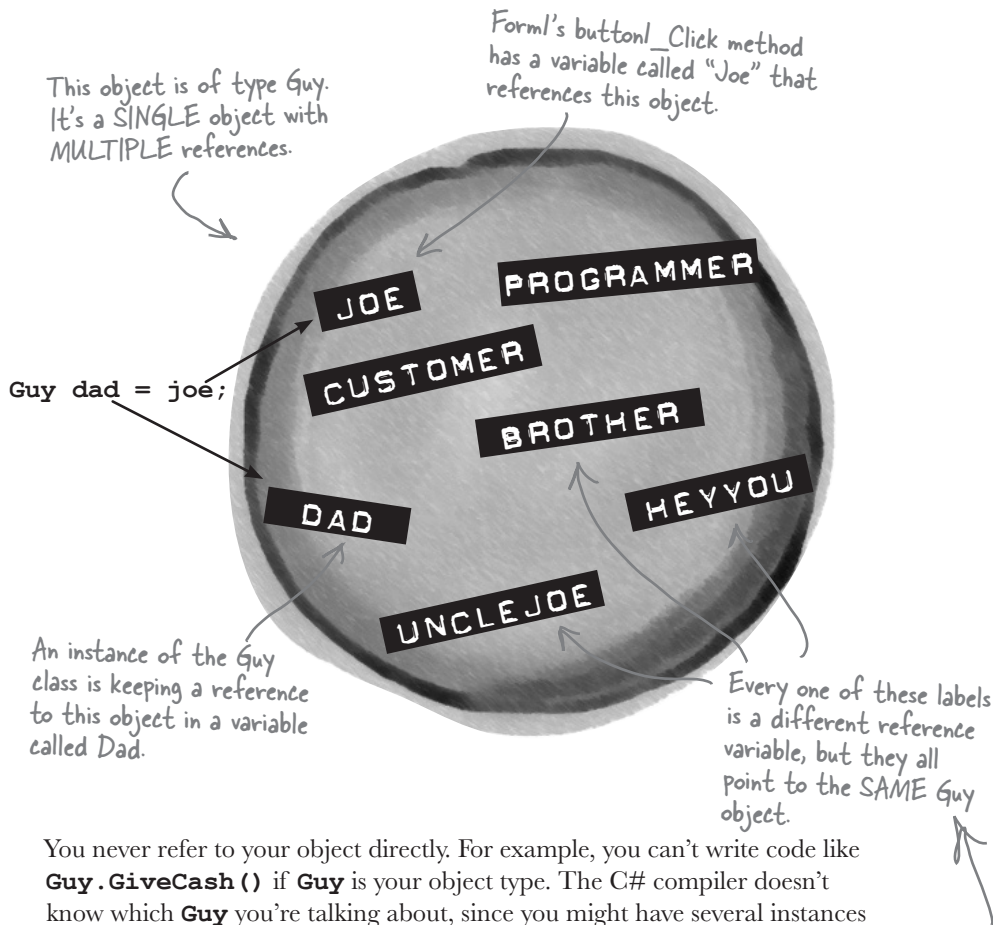 Form1's button1_Click method
has a variable called "Joe" that
references this object.
This object is of type Guy.
It's a SINGLE object with
MULTIPLE references.
JOE
PROGRAMMER
CUSTOMER
Guy dad = joe;
BROTHER
HEYYOU
DAD
UNCLEJOE
An instance of the Guy
class is keeping a reference
to this object in a variable
called Dad.
Every one of these labels
is a different reference
variable, but they all
point to the SAME Guy
object.
You never refer to your object directly. For example, you can't write code like
Guy.GiveCash() if Guy is your object type. The C# compiler doesn't
know which Guy you're talking about, since you might have several instances